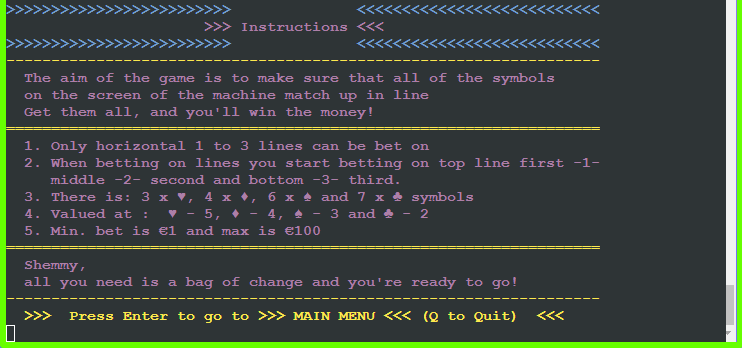 >>>>>>>>>>>>>>>>>>>>>>>>> <<<<<<<<<<<<<<<<<<<<<<<<<<<
>>> Instructions <<<
>>>>>>>>>>>>>>>>>>>>>>>>> <<<<<<<<<<<<<<<<<<<<<<<<<<<
------------------------------------------------------------------
The aim of the game is to make sure that all of the symbols
on the screen of the machine match up in line
Get them all, and you'll win the money!
==================================================================
1. Only horizontal 1 to 3 lines can be bet on
2. When betting on lines you start betting on top line first -1-
middle -2- second and bottom -3- third.
3. There is: 3 x ♥, 4 x ♦, 6 x ♠ and 7 x ♣ symbols
4. Valued at : ♥ - 5, ♦ - 4, ♠ - 3 and ♣ - 2
5. Min. bet is €1 and max is €100
==================================================================
Shemmy,
all you need is a bag of change and you're ready to go!
------------------------------------------------------------------
>>> Press Enter to go to >>> MAIN MENU <<< (Q to Quit) <<<